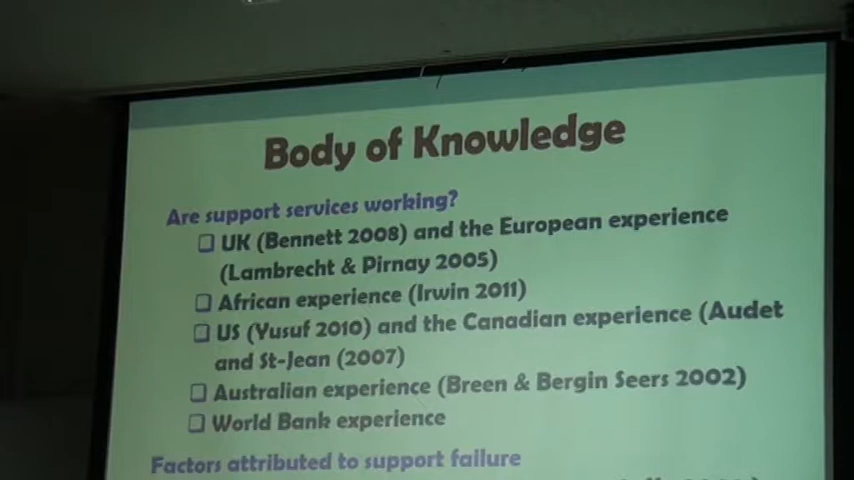 Body of Knowledge
Are support services working?
UK (Bennett 2008) and the European experience
(Lambrecht & Pirnay 2005)
African experience (Irwin 2011)
US (Yusuf 2010) and the Canadian experience (Audet
and St-Jean (2007)
Australian experience (Breen & Bergin Seers 2002)
World Bank experience
Factors attributed to support failure